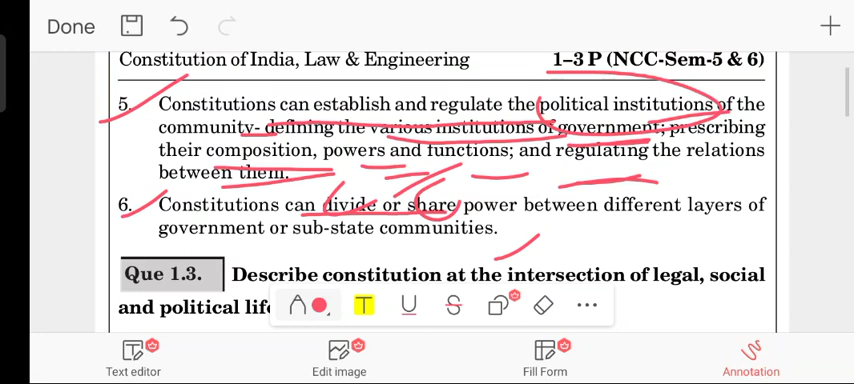 Done
Constitution of India, Law & Engineering 1–3 P (NCC-Sem-5 & 6)
5. Constitutions can establish and regulate the political institutions of the
community- defining the various institutions of government; prescribing
their composition, powers and functions; and regulating the relations
between them.
6. Constitutions can divide or share power between different layers of
government or sub-state communities.
Que 1.3. Describe constitution at the intersection of legal, social
and political life
T U S
Text editor Edit image Fill Form Annotation